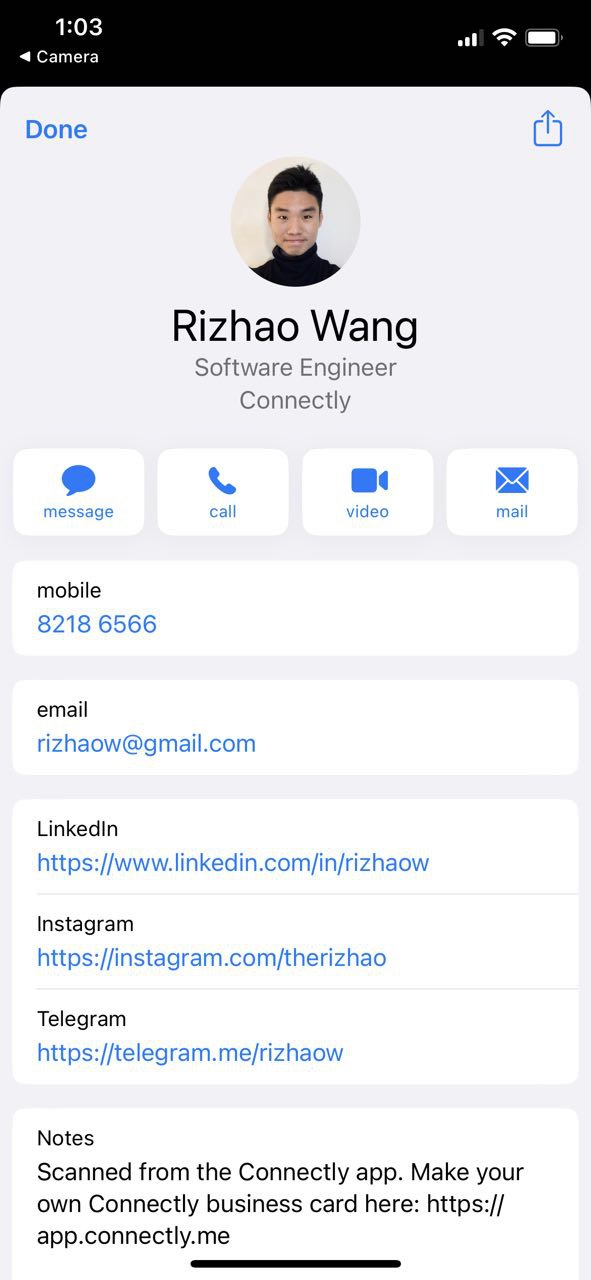 1:03
◀ Camera
Done
Rizhao Wang
Software Engineer
Connectly
message
call
video
mail
mobile
8218 6566
email
rizhaow@gmail.com
LinkedIn
https://www.linkedin.com/in/rizhaow
Instagram
https://instagram.com/therizhao
Telegram
https://telegram.me/rizhaow
Notes
Scanned from the Connectly app. Make your
own Connectly business card here: https://
app.connectly.me